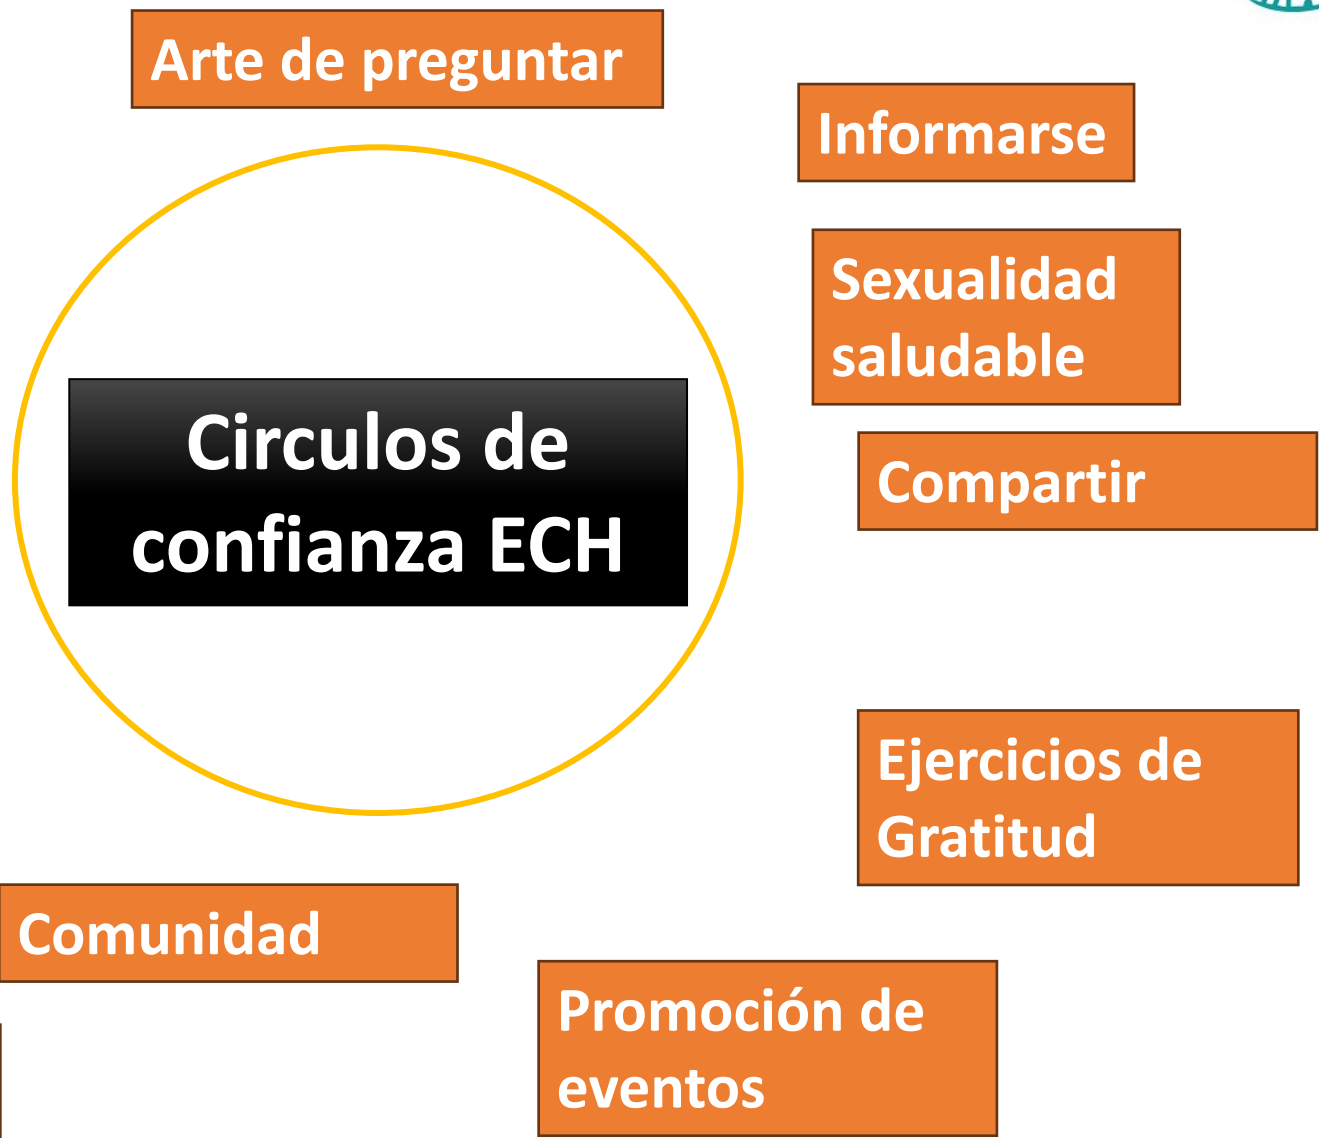 Arte de preguntar
Informarse
Sexualidad
saludable
Compartir
Circulos de
confianza ECH
Ejercicios de
Gratitud
Comunidad
Promoción de
eventos